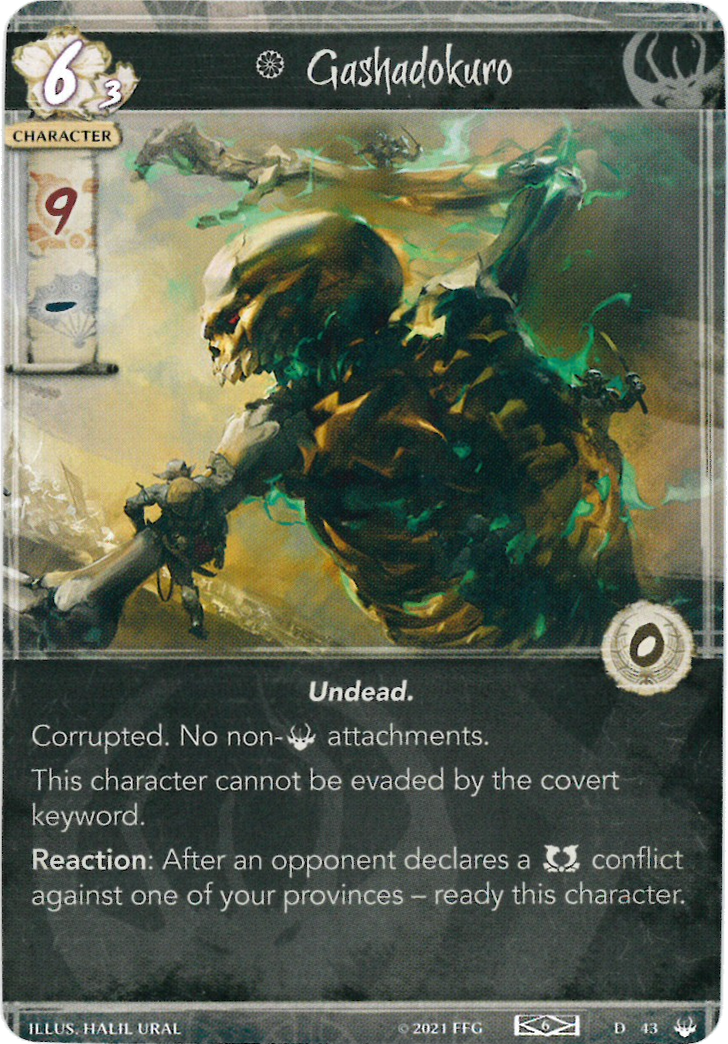 6 3
Gashadokuro
CHARACTER
9
-
0
Undead.
Corrupted. No non- attachments.
This character cannot be evaded by the covert
keyword.
Reaction: After an opponent declares a conflict
against one of your provinces – ready this character.
ILLUS. HALIL URAL © 2021 FFG 6 D 43